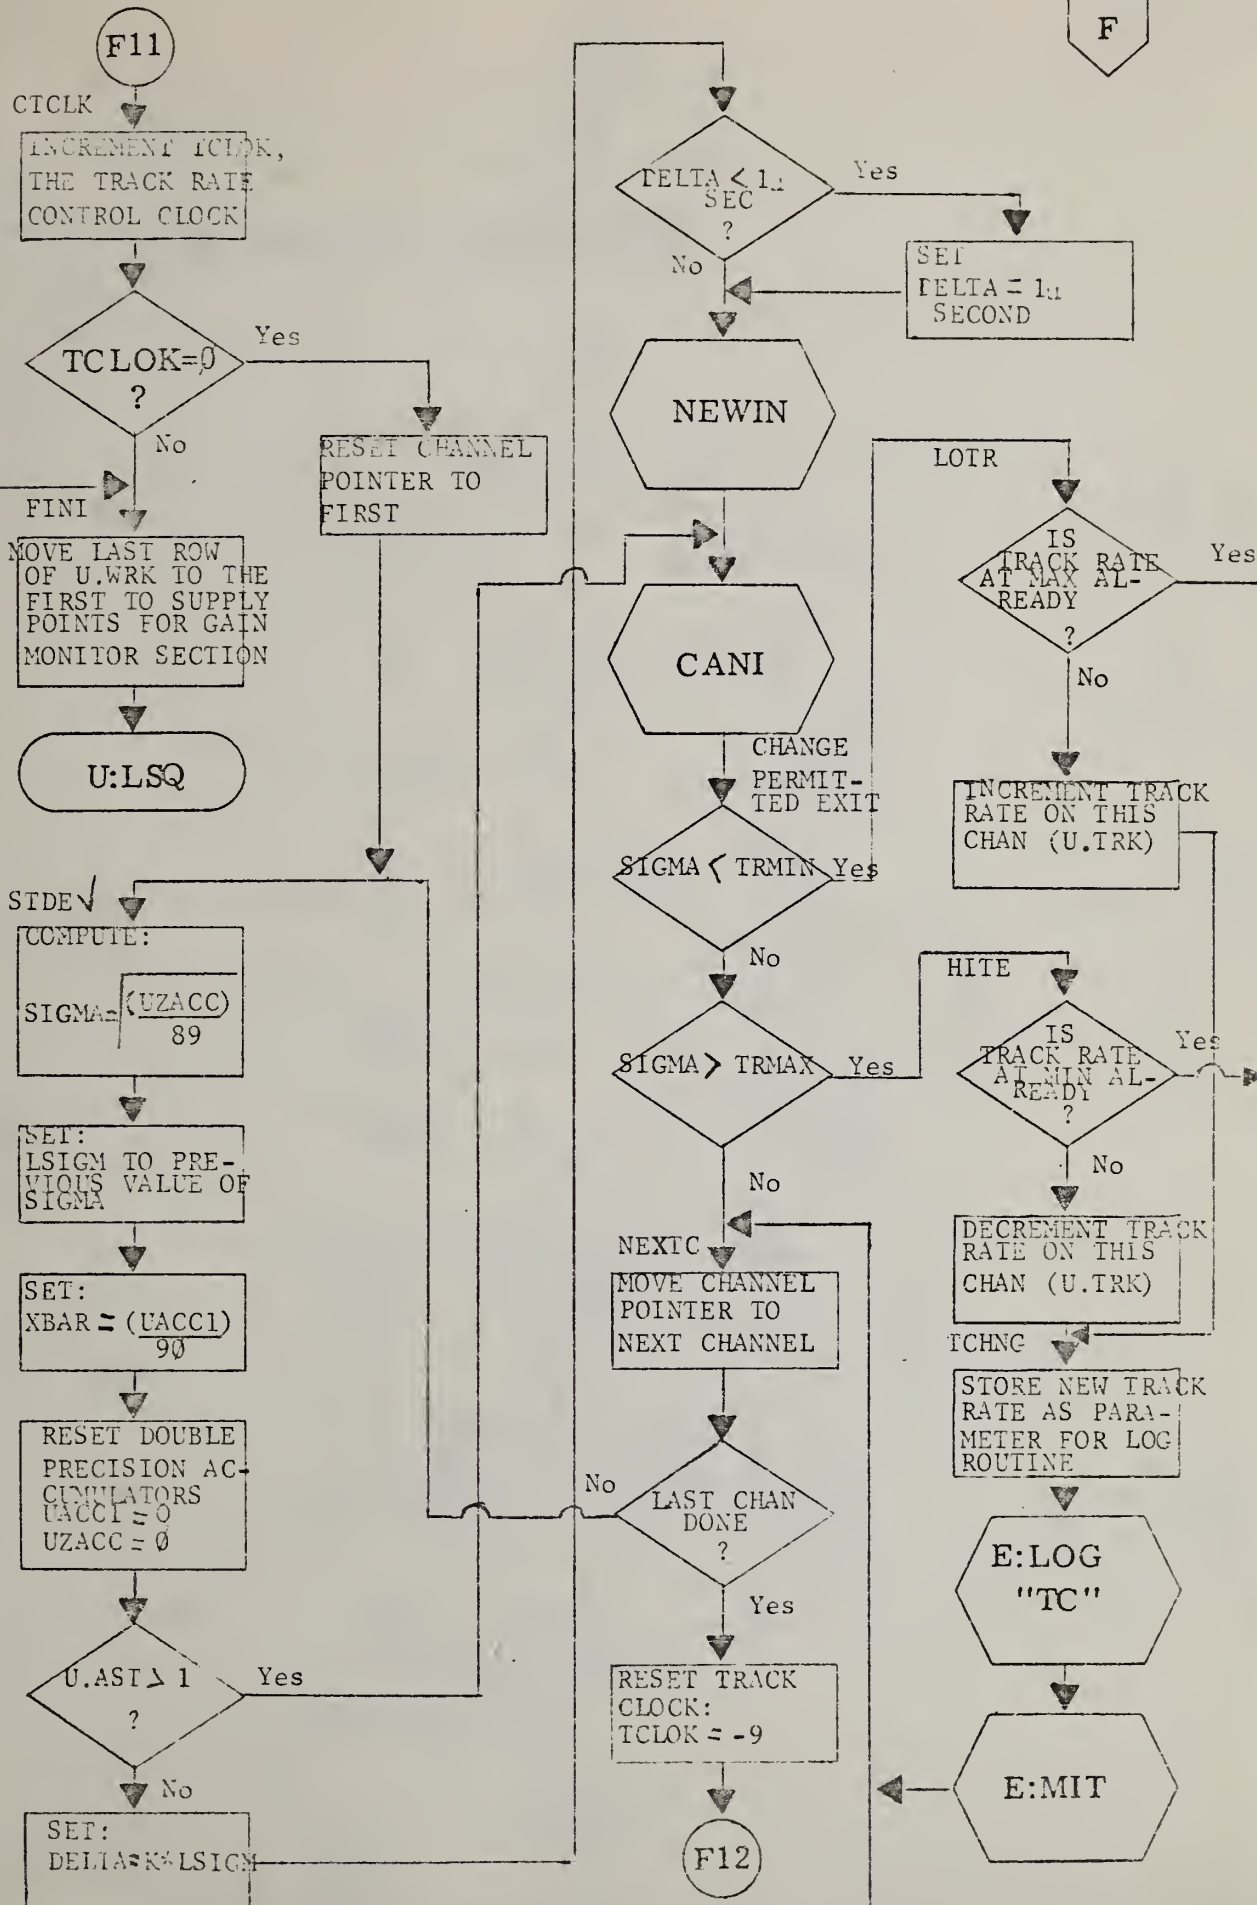 F11
CTCLK
INCREMENT TCLOK,
THE TRACK RATE
CONTROL CLOCK
TCLOK=0
?
Yes
No
FINI
RESET CHANNEL
POINTER TO
FIRST
MOVE LAST ROW
OF U.WRK TO THE
FIRST TO SUPPLY
POINTS FOR GAIN
MONITOR SECTION
U:LSQ
STDE √
COMPUTE:
SIGMA=√(UZACC)
89
SET:
LSIGM TO PRE-
VIOUS VALUE OF
SIGMA
SET:
XBAR = (UACC1)
9Ø
RESET DOUBLE
PRECISION AC-
CUMULATORS
UACC1 = 0
UZACC = Ø
U.AST > 1
?
Yes
No
SET:
DELTA=K*LSIGM
F
DELTA < 1μ
SEC
?
Yes
No
SET
DELTA = 1μ
SECOND
NEWIN
CANI
CHANGE
PERMIT-
TED EXIT
SIGMA < TRMIN
Yes
No
SIGMA > TRMAX
Yes
No
NEXTC
MOVE CHANNEL
POINTER TO
NEXT CHANNEL
No
LAST CHAN
DONE
?
Yes
RESET TRACK
CLOCK:
TCLOK = -9
F12
LOTR
IS
TRACK RATE
AT MAX AL-
READY
?
Yes
No
INCREMENT TRACK
RATE ON THIS
CHAN (U.TRK)
HITE
IS
TRACK RATE
AT MIN AL-
READY
?
Yes
No
DECREMENT TRACK
RATE ON THIS
CHAN (U.TRK)
TCHNG
STORE NEW TRACK
RATE AS PARA-
METER FOR LOG
ROUTINE
E:LOG
"TC"
E:MIT